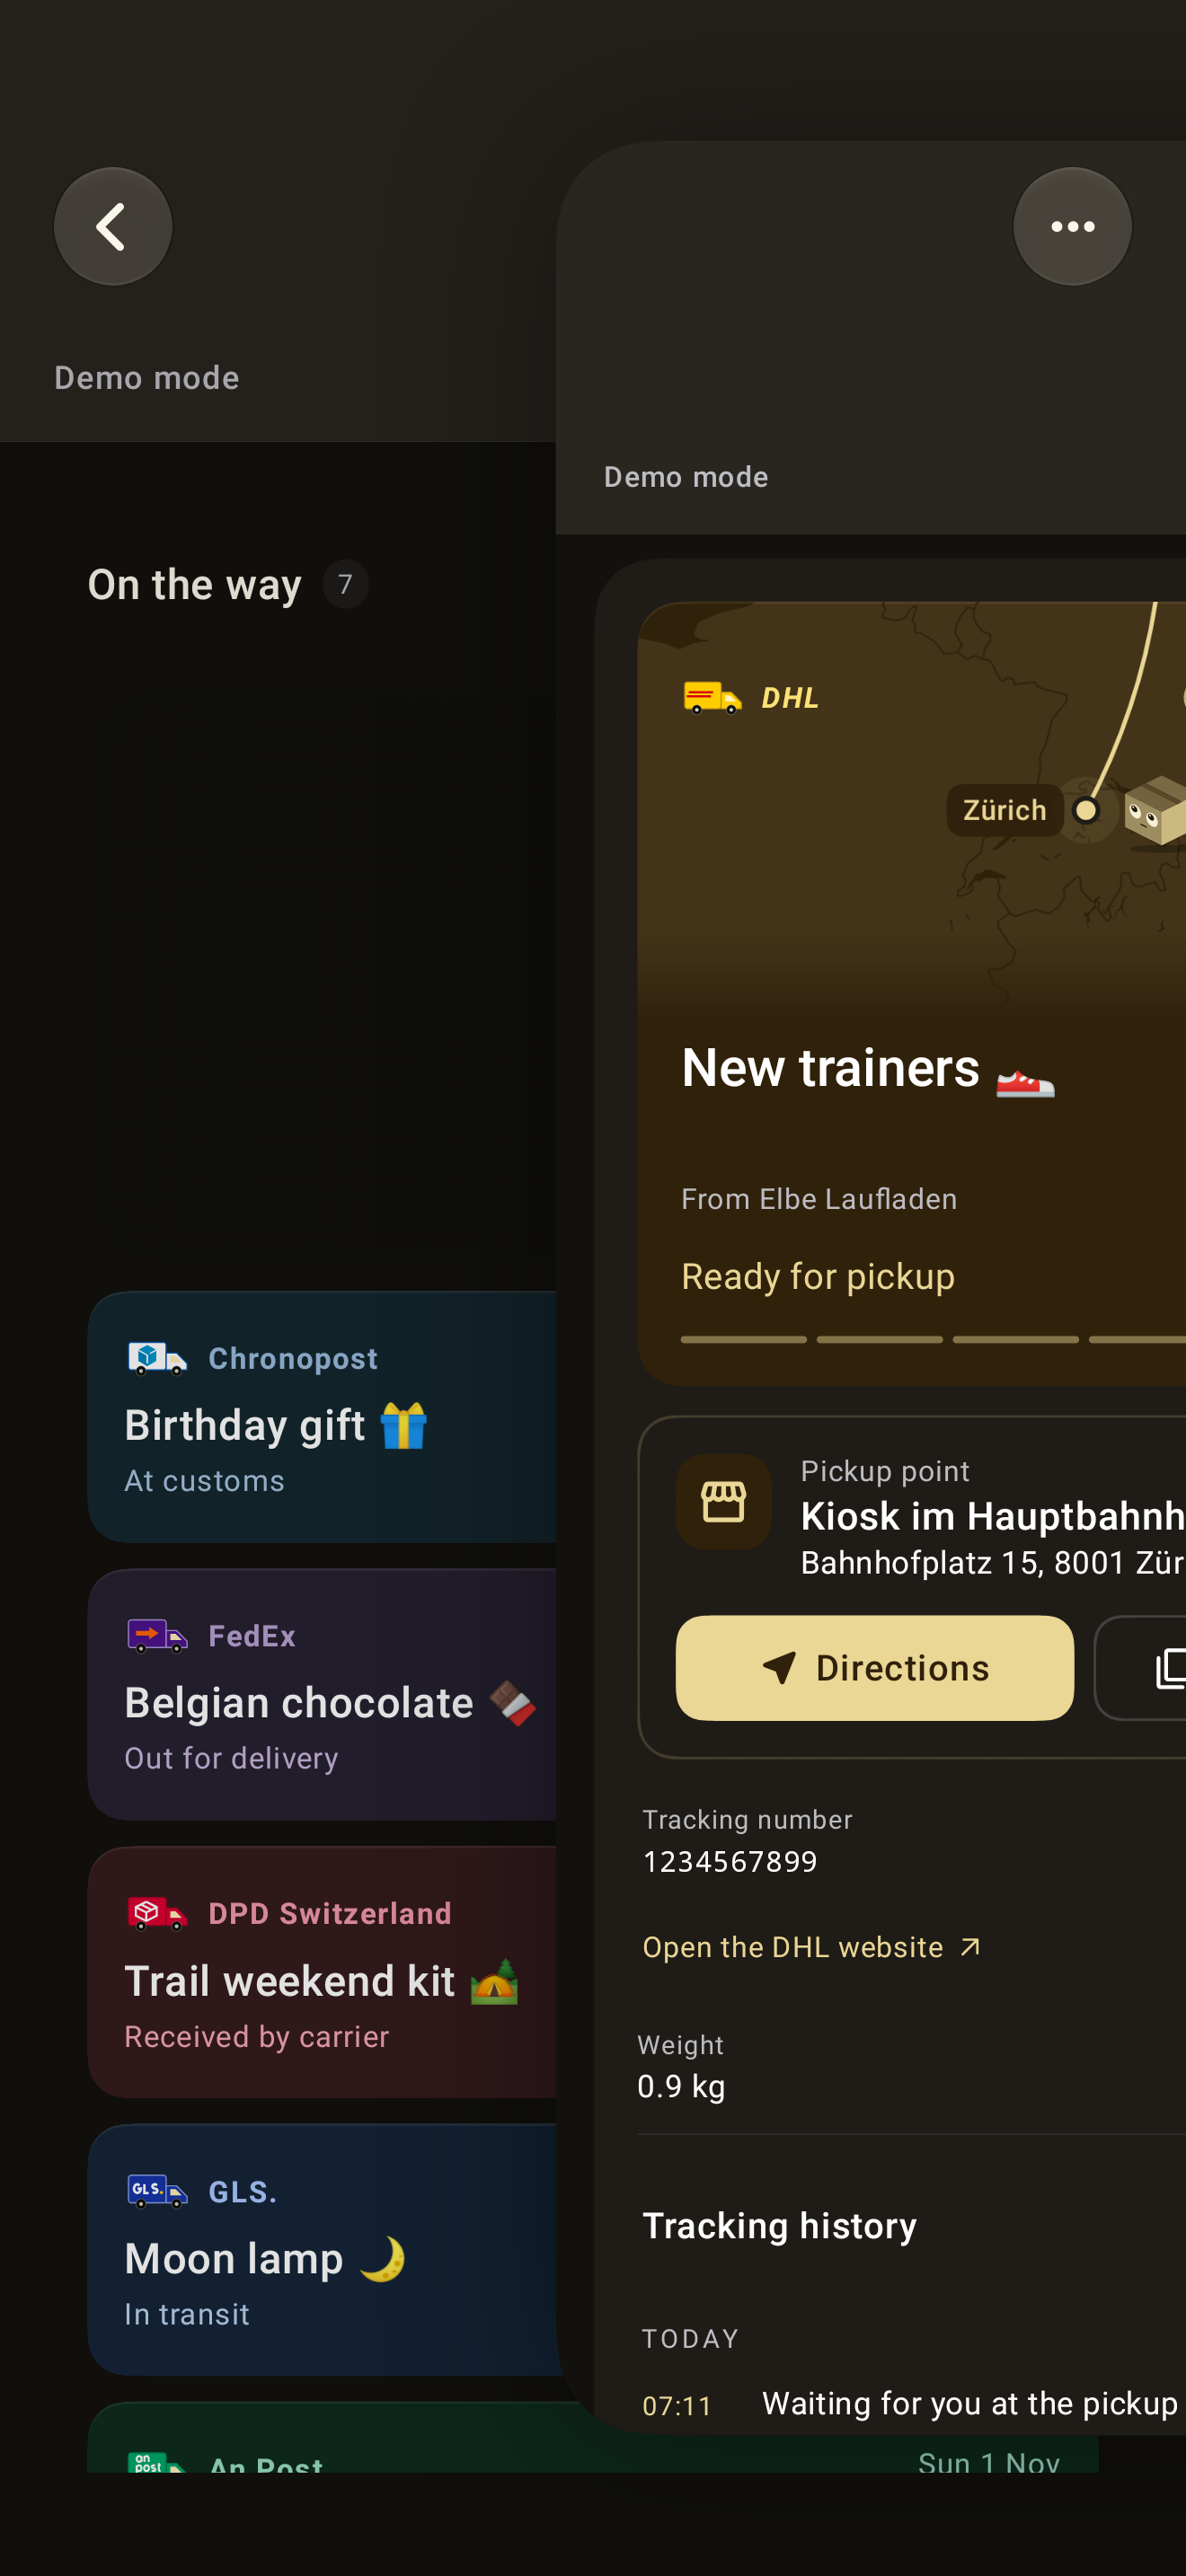 Demo mode
On the way 7
Chronopost
Birthday gift
At customs
FedEx
Belgian chocolate
Out for delivery
DPD Switzerland
Trail weekend kit
Received by carrier
GLS.
GLS.
Moon lamp
In transit
an post
An Post
Sun 1 Nov
Demo mode
DHL
Zürich
New trainers
From Elbe Laufladen
Ready for pickup
Pickup point
Kiosk im Hauptbahnh
Bahnhofplatz 15, 8001 Zür
Directions
Tracking number
1234567899
Open the DHL website
Weight
0.9 kg
Tracking history
TODAY
07:11 Waiting for you at the pickup